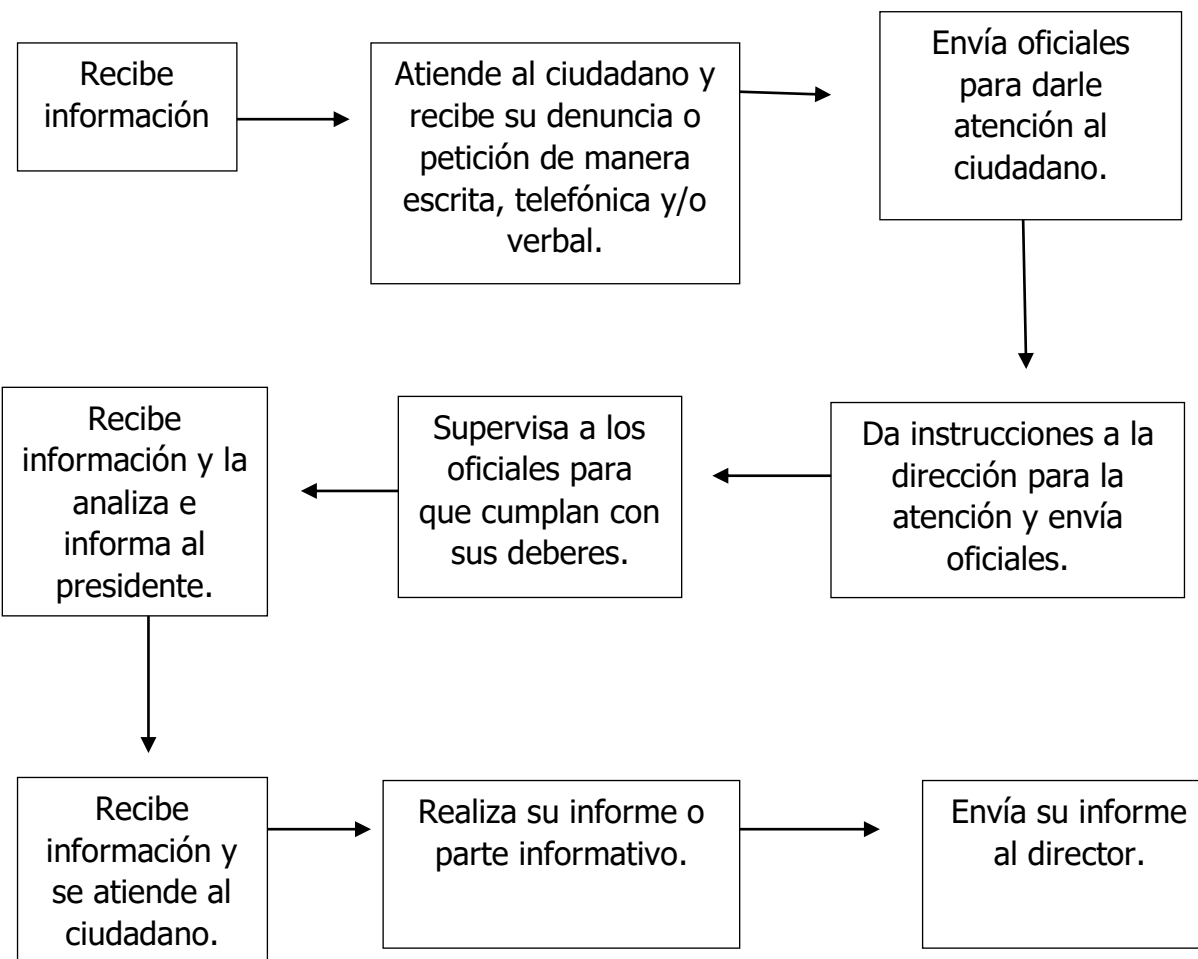 Recibe
información
Atiende al ciudadano y
recibe su denuncia o
petición de manera
escrita, telefónica y/o
verbal.
Envía oficiales
para darle
atención al
ciudadano.
Da instrucciones a la
dirección para la
atención y envía
oficiales.
Supervisa a los
oficiales para
que cumplan con
sus deberes.
Recibe
información y la
analiza e
informa al
presidente.
Recibe
información y
se atiende al
ciudadano.
Realiza su informe o
parte informativo.
Envía su informe
al director.